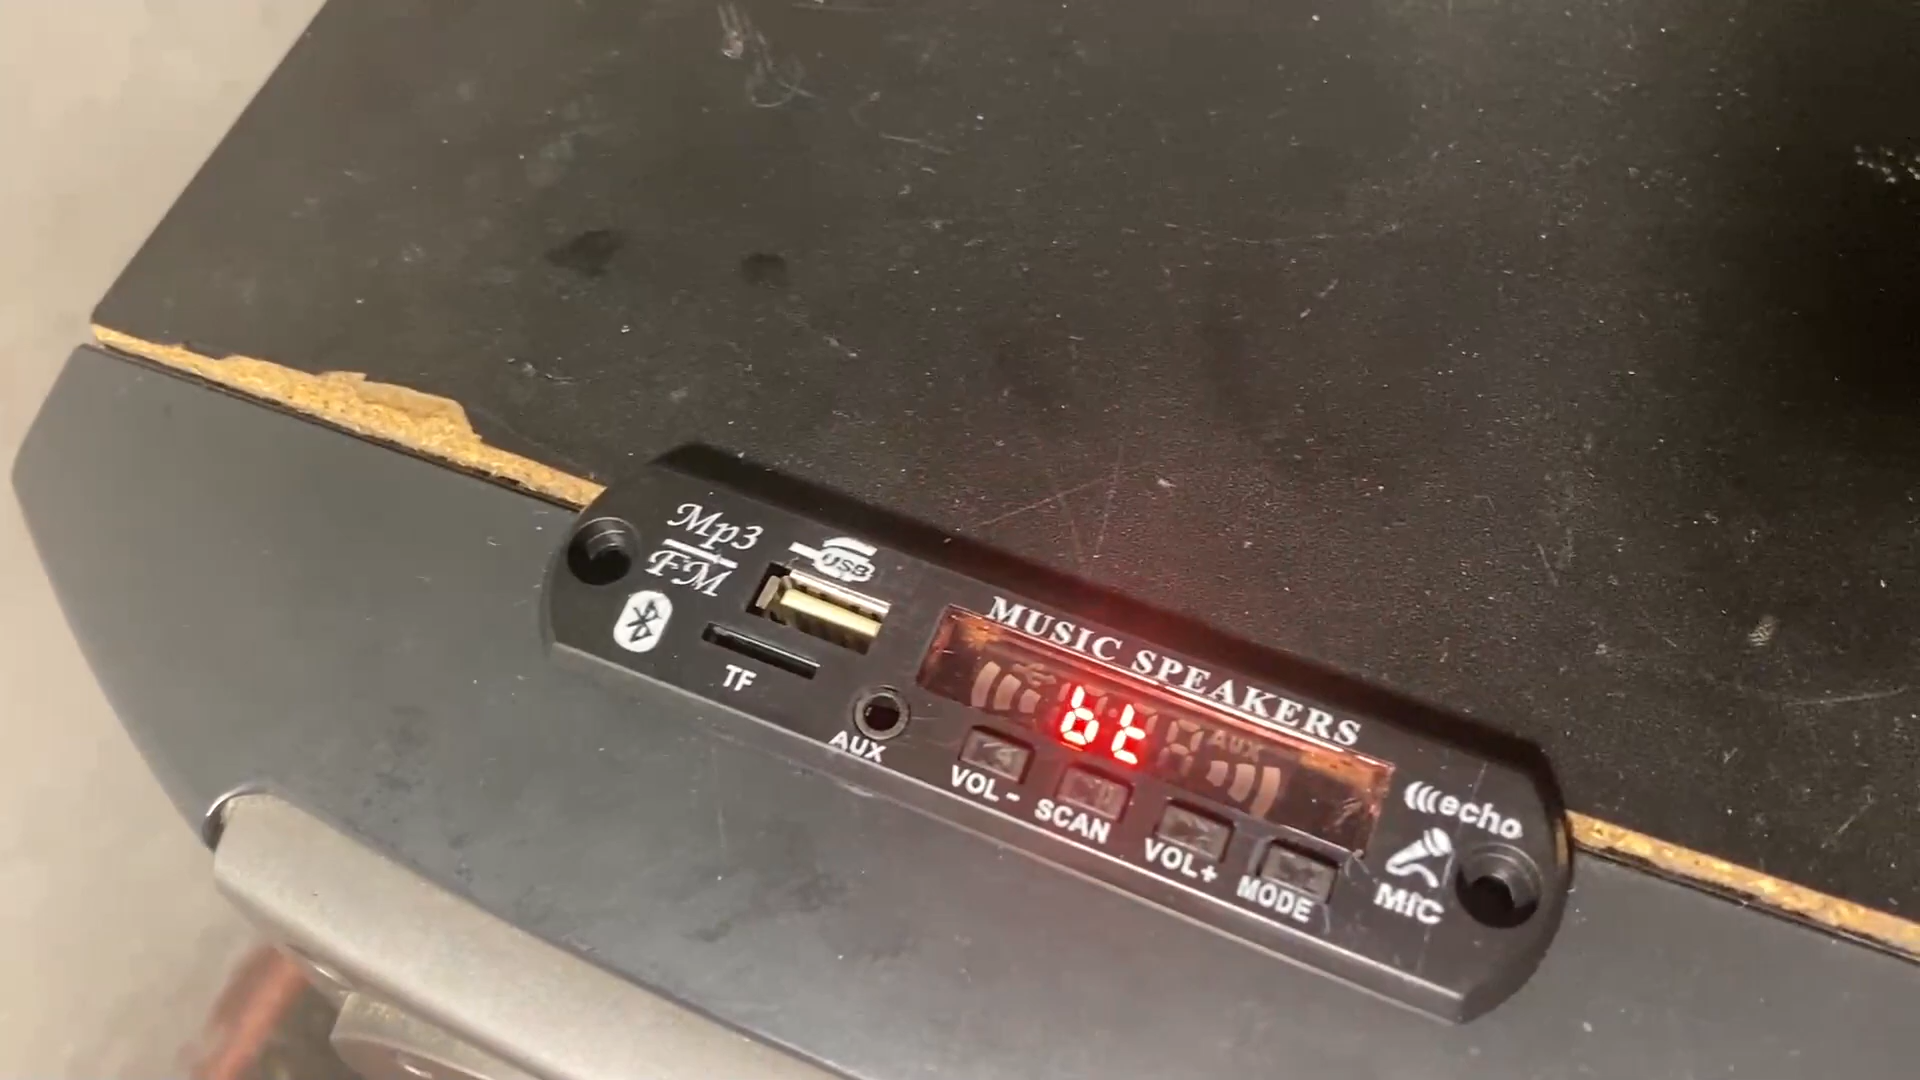 Mp3
FM
USB
TF
AUX
MUSIC SPEAKERS
bt
AUX
VOL -
SCAN
VOL+
MODE
echo
MIC